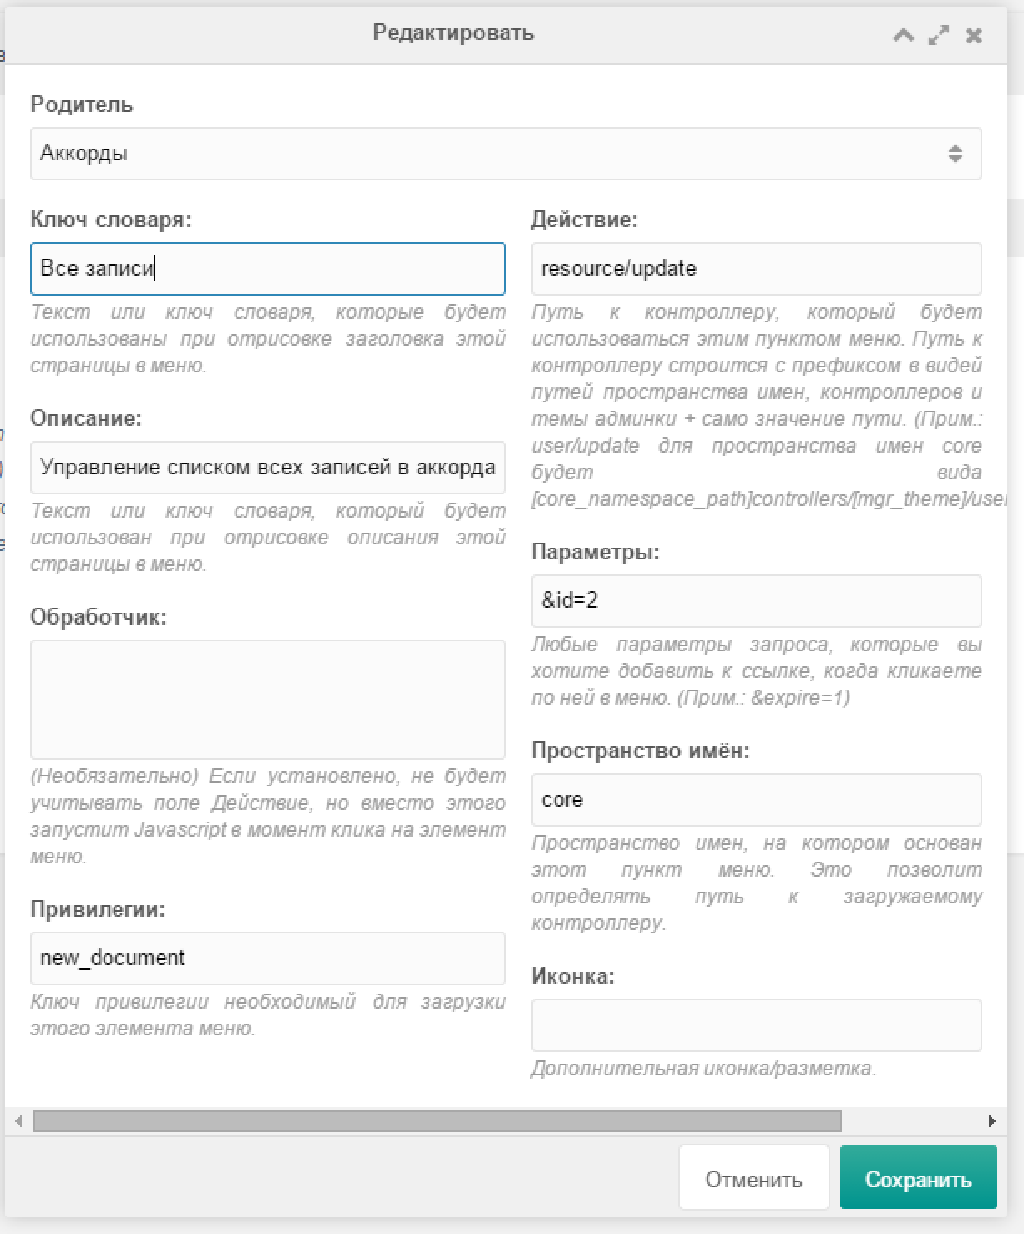 Редактировать
Родитель
Аккорды
Ключ словаря:
Все записи
Текст или ключ словаря, которые будет
использованы при отрисовке заголовка этой
страницы в меню.
Описание:
Управление списком всех записей в аккорда
Текст или ключ словаря, который будет
использован при отрисовке описания этой
страницы в меню.
Обработчик:
(Необязательно) Если установлено, не будет
учитывать поле Действие, но вместо этого
запустит Javascript в момент клика на элемент
меню.
Привилегии:
new_document
Ключ привилегии необходимый для загрузки
этого элемента меню.
Действие:
resource/update
Путь к контроллеру, который будет
использоваться этим пунктом меню. Путь к
контроллеру строится с префиксом в видей
путей пространства имен, контроллеров и
темы админки + само значение пути. (Прим.:
user/update для пространства имен core
будет вида
[core_namespace_path]controllers/[mgr_theme]/user
Параметры:
&id=2
Любые параметры запроса, которые вы
хотите добавить к ссылке, когда кликаете
по ней в меню. (Прим.: &expire=1)
Пространство имён:
core
Пространство имен, на котором основан
этот пункт меню. Это позволит
определять путь к загружаемому
контроллеру.
Иконка:
Дополнительная иконка/разметка.
Отменить
Сохранить